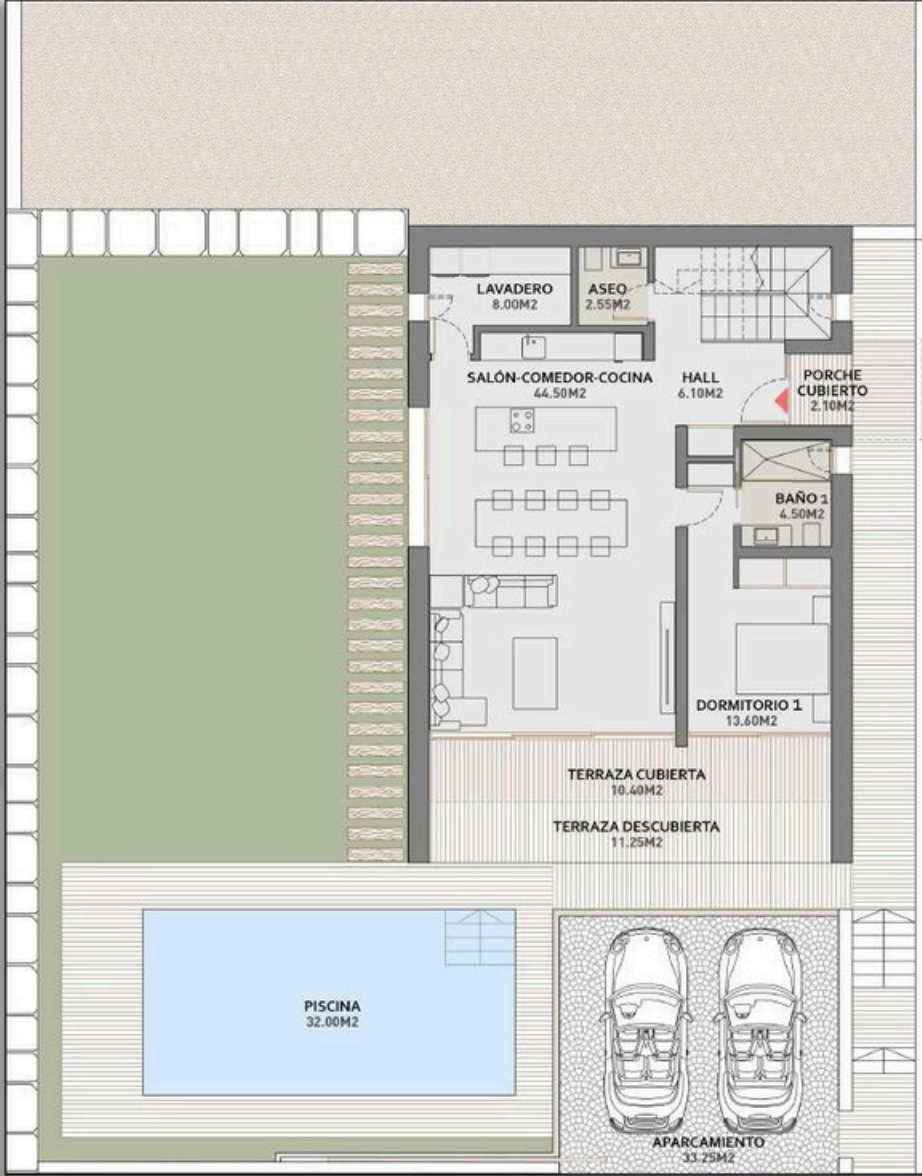 LAVADERO
8.00M2
ASEO
2.55M2
SALÓN-COMEDOR-COCINA
44.50M2
HALL
6.10M2
PORCHE
CUBIERTO
2.10M2
BAÑO 1
4.50M2
DORMITORIO 1
13.60M2
TERRAZA CUBIERTA
10.40M2
TERRAZA DESCUBIERTA
11.25M2
PISCINA
32.00M2
APARCAMIENTO
33.25M2